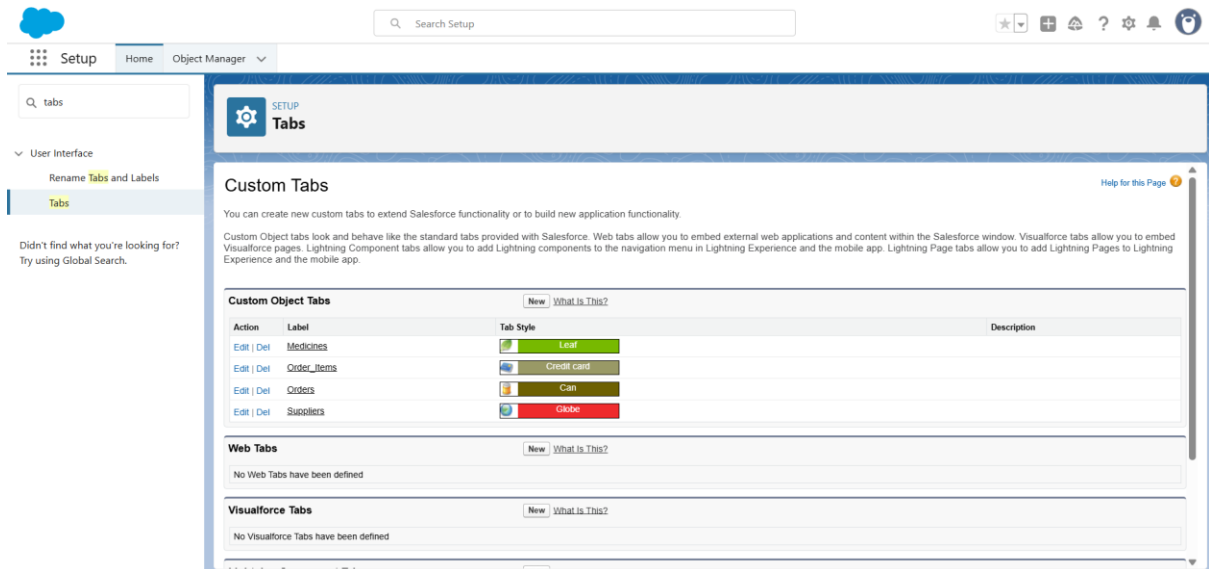 Search Setup
Setup
Home
Object Manager
tabs
User Interface
Rename Tabs and Labels
Tabs
Didn't find what you're looking for?
Try using Global Search.
SETUP
Tabs
Custom Tabs
Help for this Page
You can create new custom tabs to extend Salesforce functionality or to build new application functionality.
Custom Object tabs look and behave like the standard tabs provided with Salesforce. Web tabs allow you to embed external web applications and content within the Salesforce window. Visualforce tabs allow you to embed
Visualforce pages. Lightning Component tabs allow you to add Lightning components to the navigation menu in Lightning Experience and the mobile app. Lightning Page tabs allow you to add Lightning Pages to Lightning
Experience and the mobile app.
Custom Object Tabs New What Is This?
Action Label Tab Style Description
Edit | Del Medicines Leaf
Edit | Del Order_Items Credit card
Edit | Del Orders Can
Edit | Del Suppliers Globe
Web Tabs New What Is This?
No Web Tabs have been defined
Visualforce Tabs New What Is This?
No Visualforce Tabs have been defined